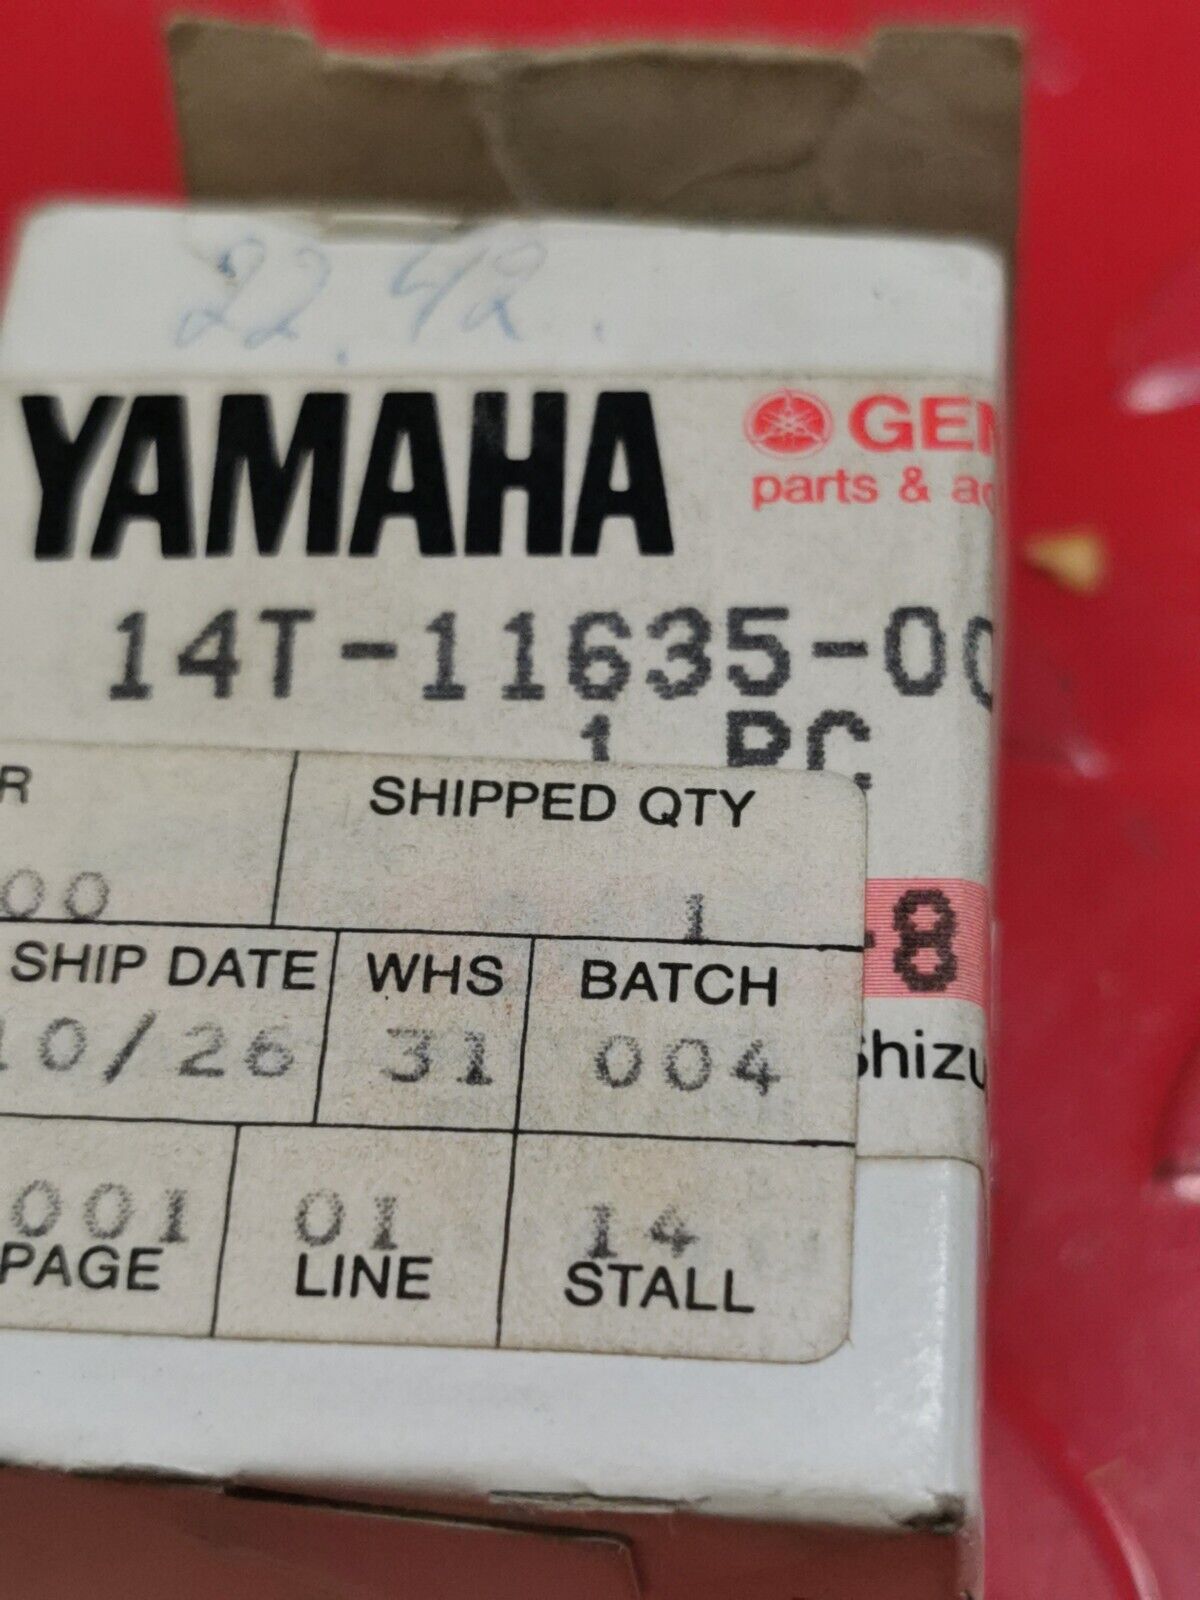 22.42.
YAMAHA GEN
parts & ac
14T-11635-00
1 PC
R SHIPPED QTY
00 1
-8
SHIP DATE WHS BATCH
10/26 31 004
Shizu
001 01 14
PAGE LINE STALL